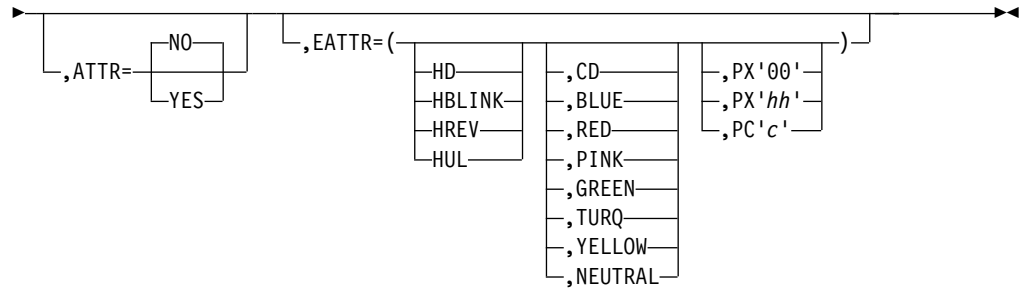 NO
,EATTR=( )
,ATTR= HD ,CD ,PX'00'
YES HBLINK ,BLUE ,PX'hh'
HREV ,RED ,PC'c'
HUL ,PINK
,GREEN
,TURQ
,YELLOW
,NEUTRAL